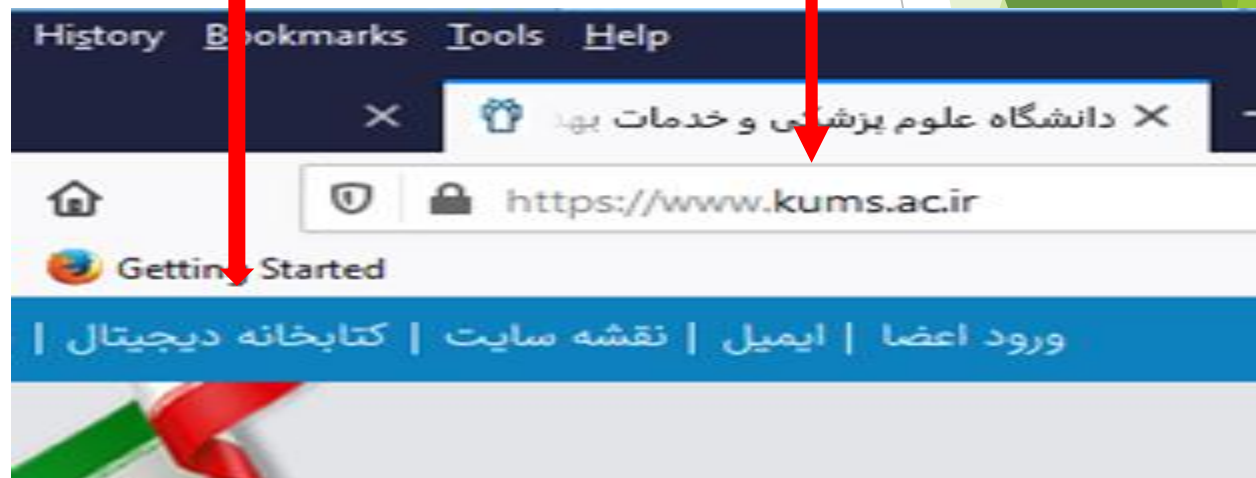 History Bookmarks Tools Help
دانشگاه علوم پزشکی و خدمات بهد
https://www.kums.ac.ir
Getting Started
ورود اعضا | ایمیل | نقشه سایت | کتابخانه دیجیتال |